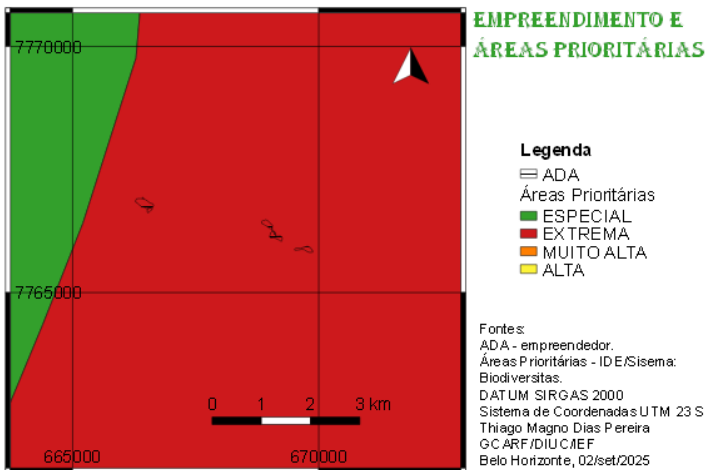 EMPREENDIMENTO E
ÁREAS PRIORITÁRIAS
7770000
7765000
665000
670000
0 1 2 3 km
Legenda
ADA
Áreas Prioritárias
ESPECIAL
EXTREMA
MUITO ALTA
ALTA
Fontes:
ADA - empreendedor.
Áreas Prioritárias - IDE/Sisema:
Biodiversitas.
DATUM SIRGAS 2000
Sistema de Coordenadas UTM 23 S
Thiago Magno Dias Pereira
GCARF/DIUC/IEF
Belo Horizonte, 02/set/2025